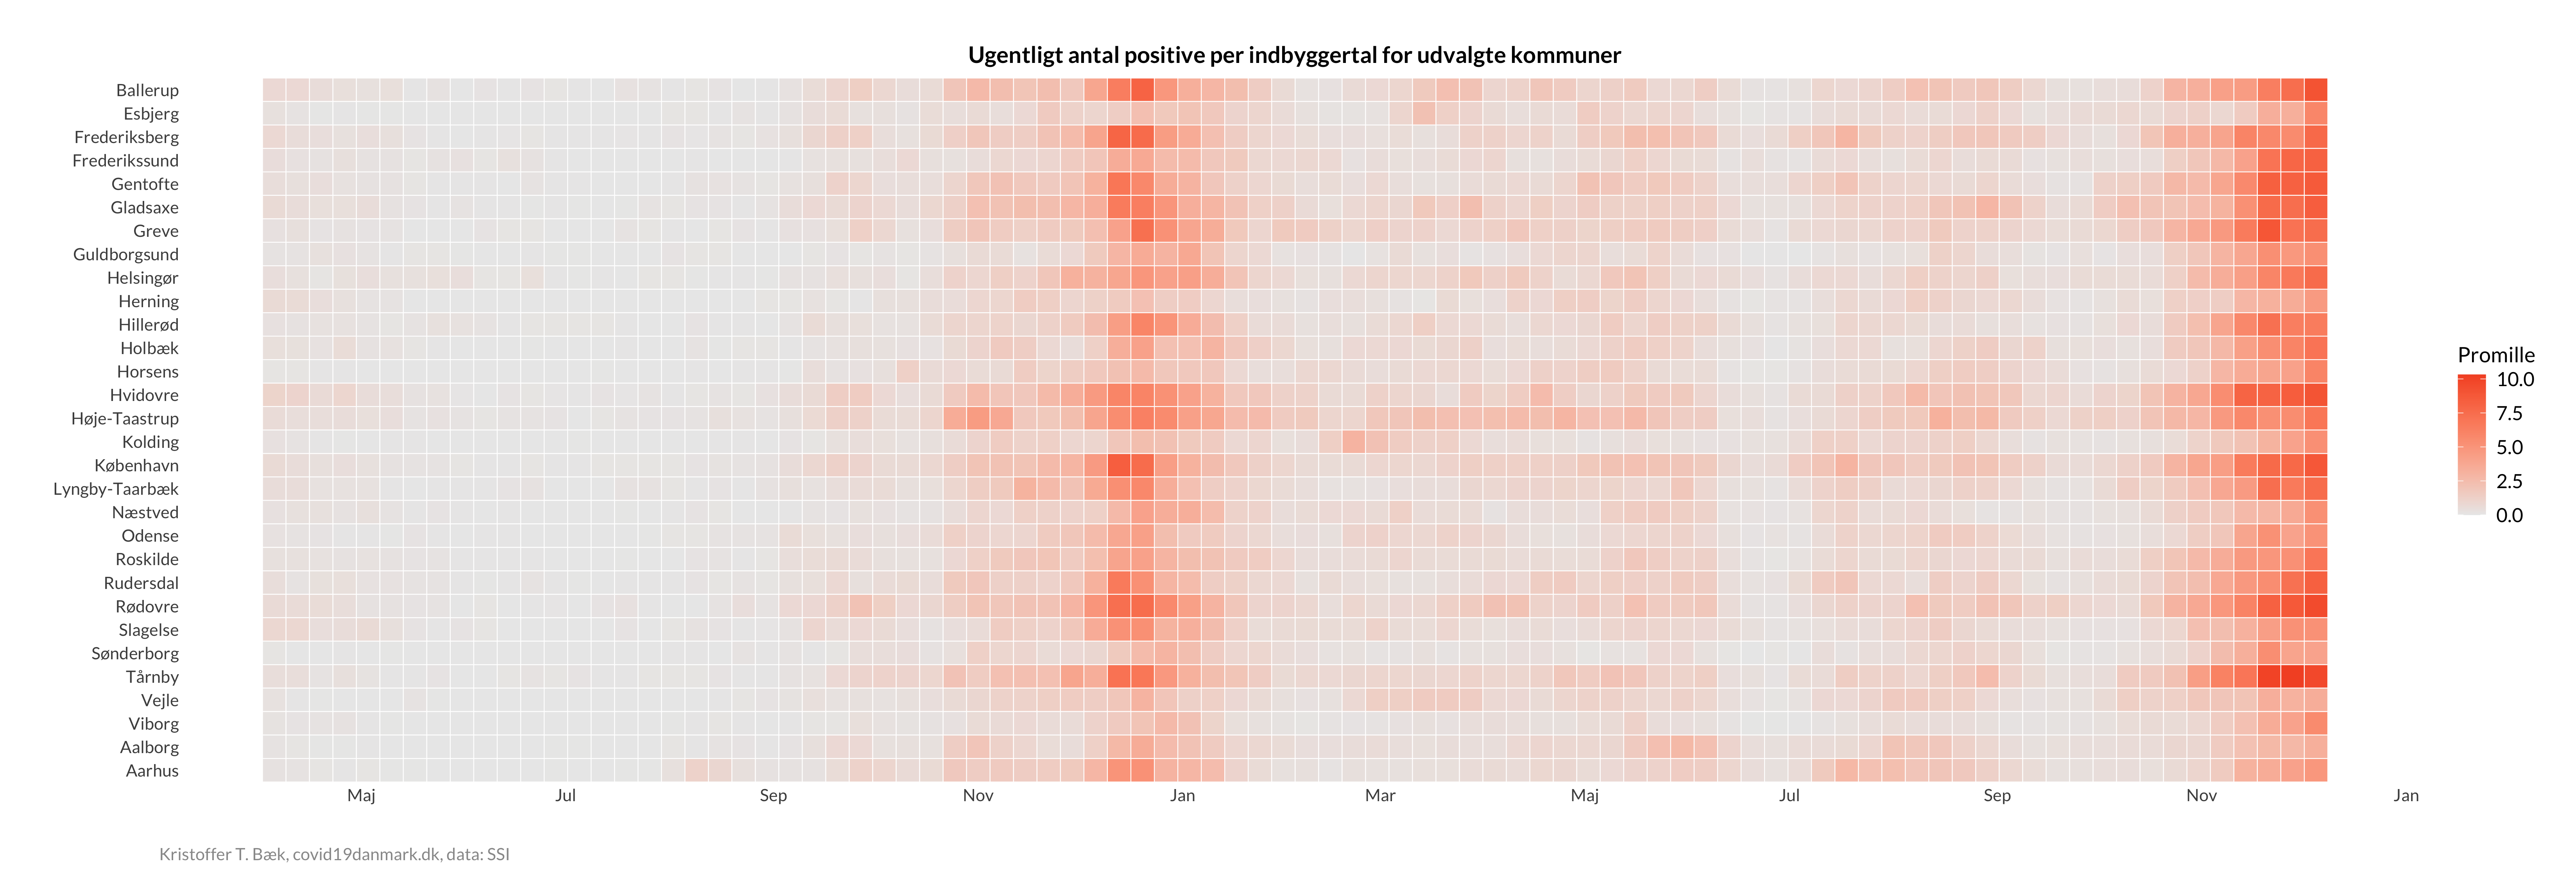 Ugentligt antal positive per indbyggertal for udvalgte kommuner
Ballerup
Esbjerg
Frederiksberg
Frederikssund
Gentofte
Gladsaxe
Greve
Guldborgsund
Helsingør
Herning
Hillerød
Holbæk
Horsens
Hvidovre
Høje-Taastrup
Kolding
København
Lyngby-Taarbæk
Næstved
Odense
Roskilde
Rudersdal
Rødovre
Slagelse
Sønderborg
Tårnby
Vejle
Viborg
Aalborg
Aarhus
Maj Jul Sep Nov Jan Mar Maj Jul Sep Nov Jan
Promille
10.0
7.5
5.0
2.5
0.0
Kristoffer T. Bæk, covid19danmark.dk, data: SSI